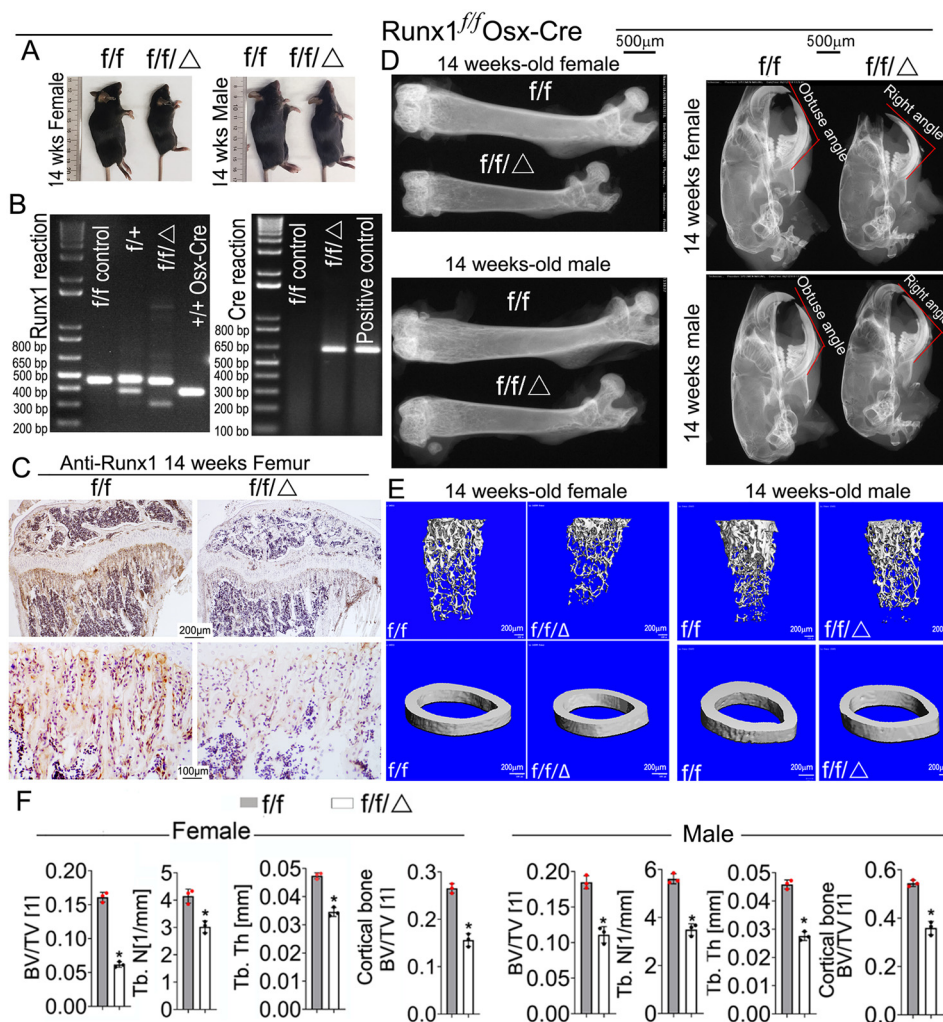 Runx1f/fOsx-Cre
A
f/f f/f/△ f/f f/f/△
14 wks Female
14 wks Male
B
Runx1 reaction
f/f control
f/+
f/f/△
+/+ Osx-Cre
800 bp
650 bp
500 bp
400 bp
300 bp
200 bp
Cre reaction
f/f control
f/f/△
Positive control
800 bp
650 bp
500 bp
400 bp
300 bp
200 bp
100 bp
C
Anti-Runx1 14 weeks Femur
f/f f/f/△
200μm
100μm
D
14 weeks-old female
f/f
f/f/△
14 weeks-old male
f/f
f/f/△
500μm 500μm
f/f f/f/△
14 weeks female
Obtuse angle
Right angle
14 weeks male
Obtuse angle
Right angle
E
14 weeks-old female 14 weeks-old male
f/f 200μm f/f/Δ 200μm f/f 200μm f/f/△ 200μm
f/f 200μm f/f/Δ 200μm f/f 200μm f/f/△ 200μm
F
f/f f/f/△
Female Male
BV/TV [1]
0.20
0.15
0.10
0.05
0.00
*
Tb. N[1/mm]
5
4
3
2
1
0
*
Tb. Th [mm]
0.05
0.04
0.03
0.02
0.01
0.00
*
Cortical bone
BV/TV [1]
0.3
0.2
0.1
0.0
*
BV/TV [1]
0.20
0.15
0.10
0.05
0.00
*
Tb. N[1/mm]
6
4
2
0
*
Tb. Th [mm]
0.05
0.04
0.03
0.02
0.01
0.00
*
Cortical bone
BV/TV [1]
0.6
0.4
0.2
0.0
*